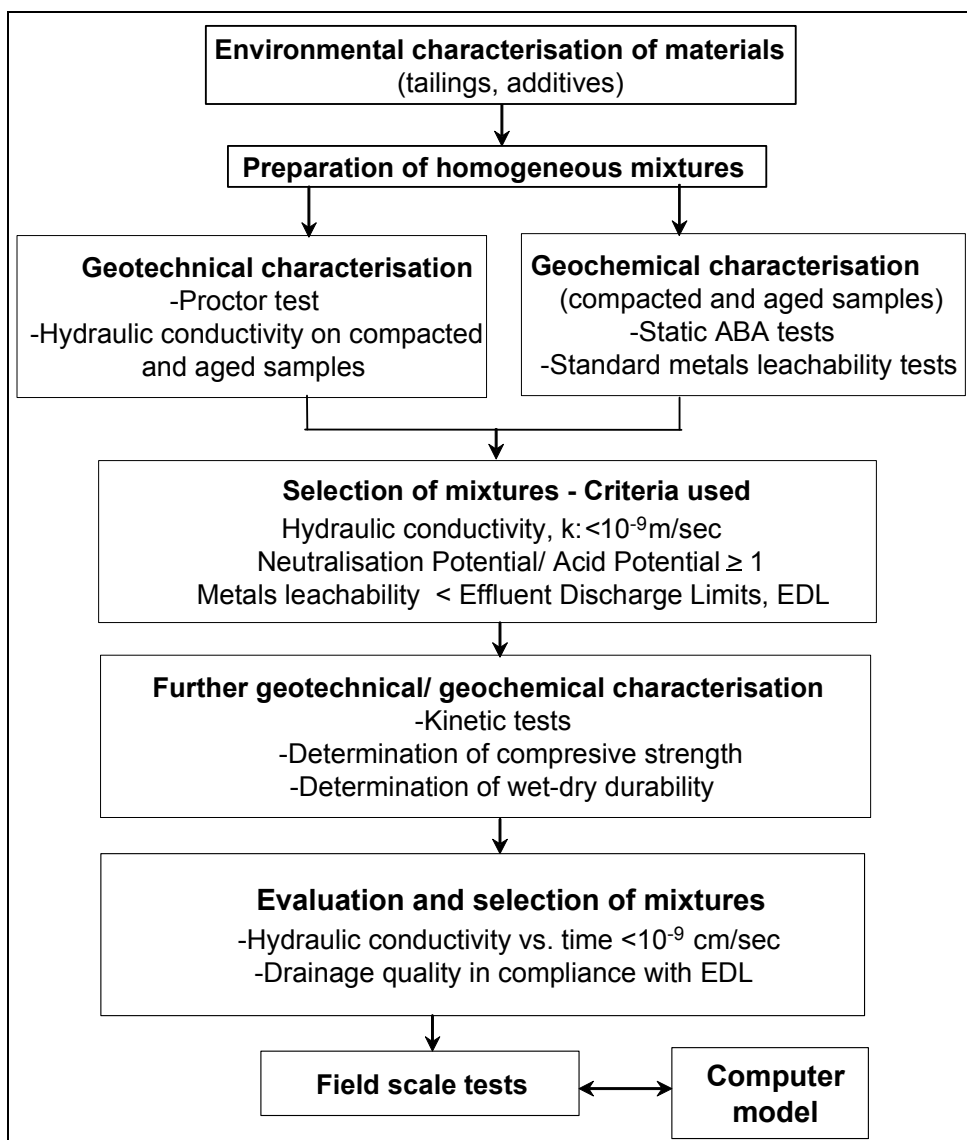 Environmental characterisation of materials
(tailings, additives)
Preparation of homogeneous mixtures
Geotechnical characterisation
-Proctor test
-Hydraulic conductivity on compacted
and aged samples
Geochemical characterisation
(compacted and aged samples)
-Static ABA tests
-Standard metals leachability tests
Selection of mixtures - Criteria used
Hydraulic conductivity, k: <10⁻⁹m/sec
Neutralisation Potential/ Acid Potential ≥ 1
Metals leachability < Effluent Discharge Limits, EDL
Further geotechnical/ geochemical characterisation
-Kinetic tests
-Determination of compresive strength
-Determination of wet-dry durability
Evaluation and selection of mixtures
-Hydraulic conductivity vs. time <10⁻⁹ cm/sec
-Drainage quality in compliance with EDL
Field scale tests
Computer
model